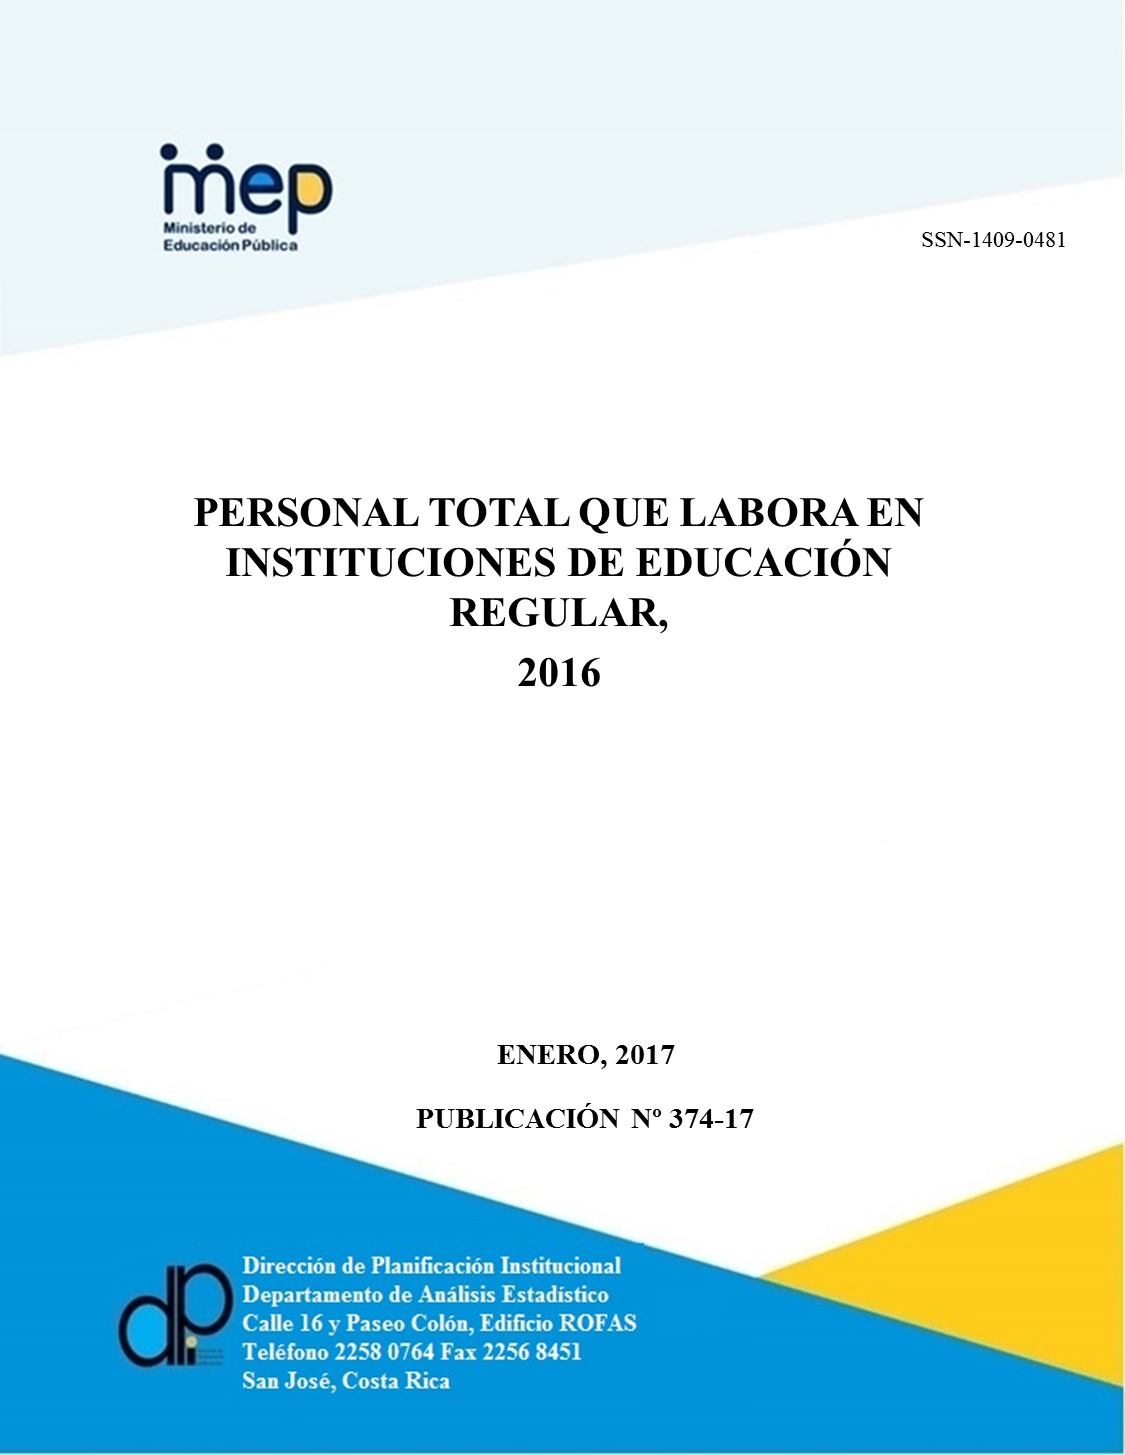 mep
Ministerio de
Educación Pública
SSN-1409-0481
PERSONAL TOTAL QUE LABORA EN
INSTITUCIONES DE EDUCACIÓN
REGULAR,
2016
ENERO, 2017
PUBLICACIÓN Nº 374-17
dpi
Dirección de Planificación Institucional
Departamento de Análisis Estadístico
Calle 16 y Paseo Colón, Edificio ROFAS
Teléfono 2258 0764 Fax 2256 8451
San José, Costa Rica